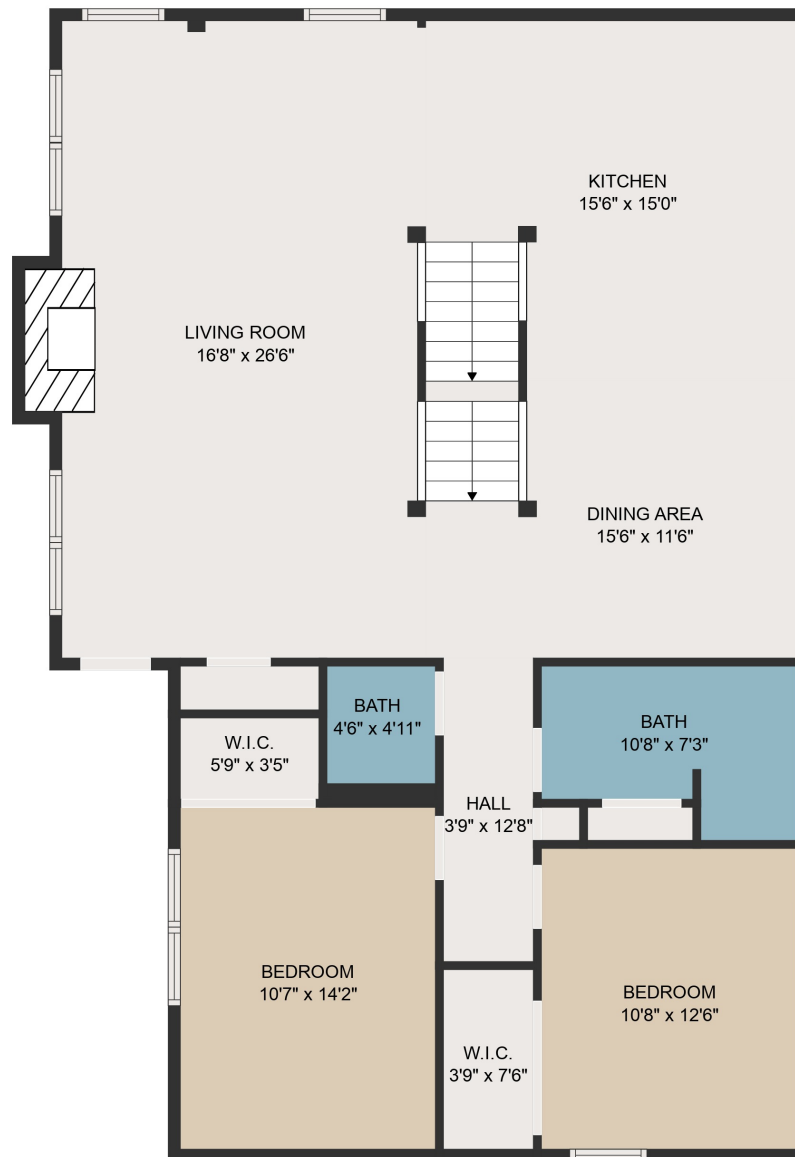 KITCHEN
15'6" x 15'0"
LIVING ROOM
16'8" x 26'6"
DINING AREA
15'6" x 11'6"
BATH
4'6" x 4'11"
BATH
10'8" x 7'3"
W.I.C.
5'9" x 3'5"
HALL
3'9" x 12'8"
BEDROOM
10'7" x 14'2"
BEDROOM
10'8" x 12'6"
W.I.C.
3'9" x 7'6"